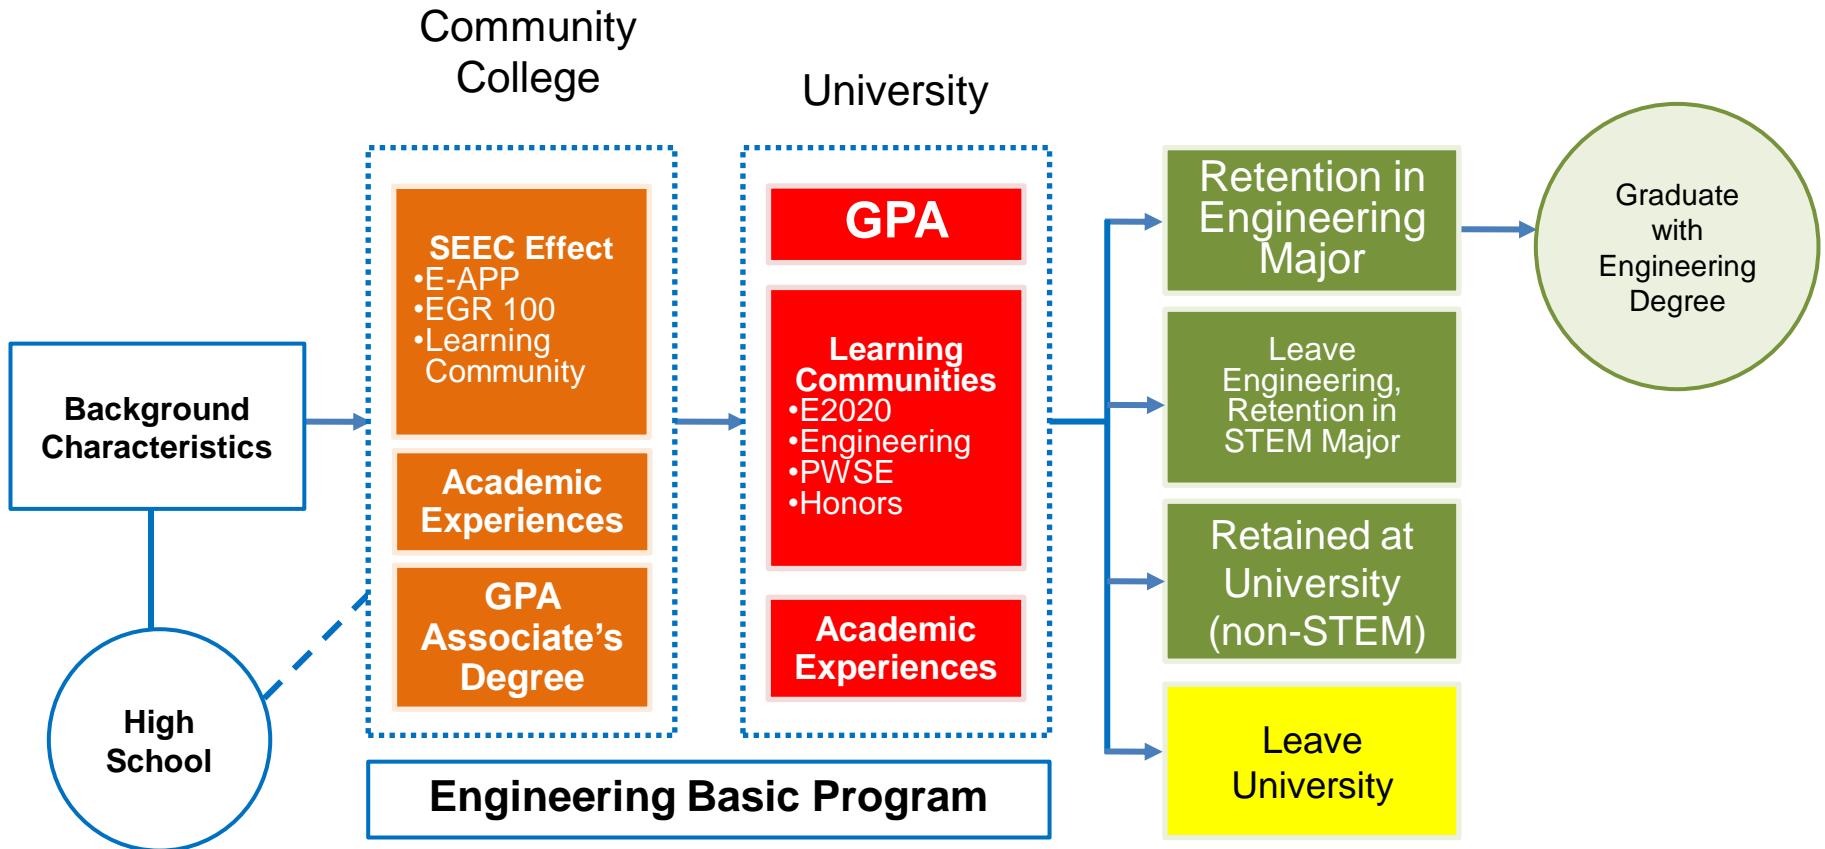 Community
College
University
SEEC Effect
•E-APP
•EGR 100
•Learning
Community
Academic
Experiences
GPA
Associate’s
Degree
GPA
Learning
Communities
•E2020
•Engineering
•PWSE
•Honors
Academic
Experiences
Background
Characteristics
High
School
Engineering Basic Program
Retention in
Engineering
Major
Leave
Engineering,
Retention in
STEM Major
Retained at
University
(non-STEM)
Leave
University
Graduate
with
Engineering
Degree